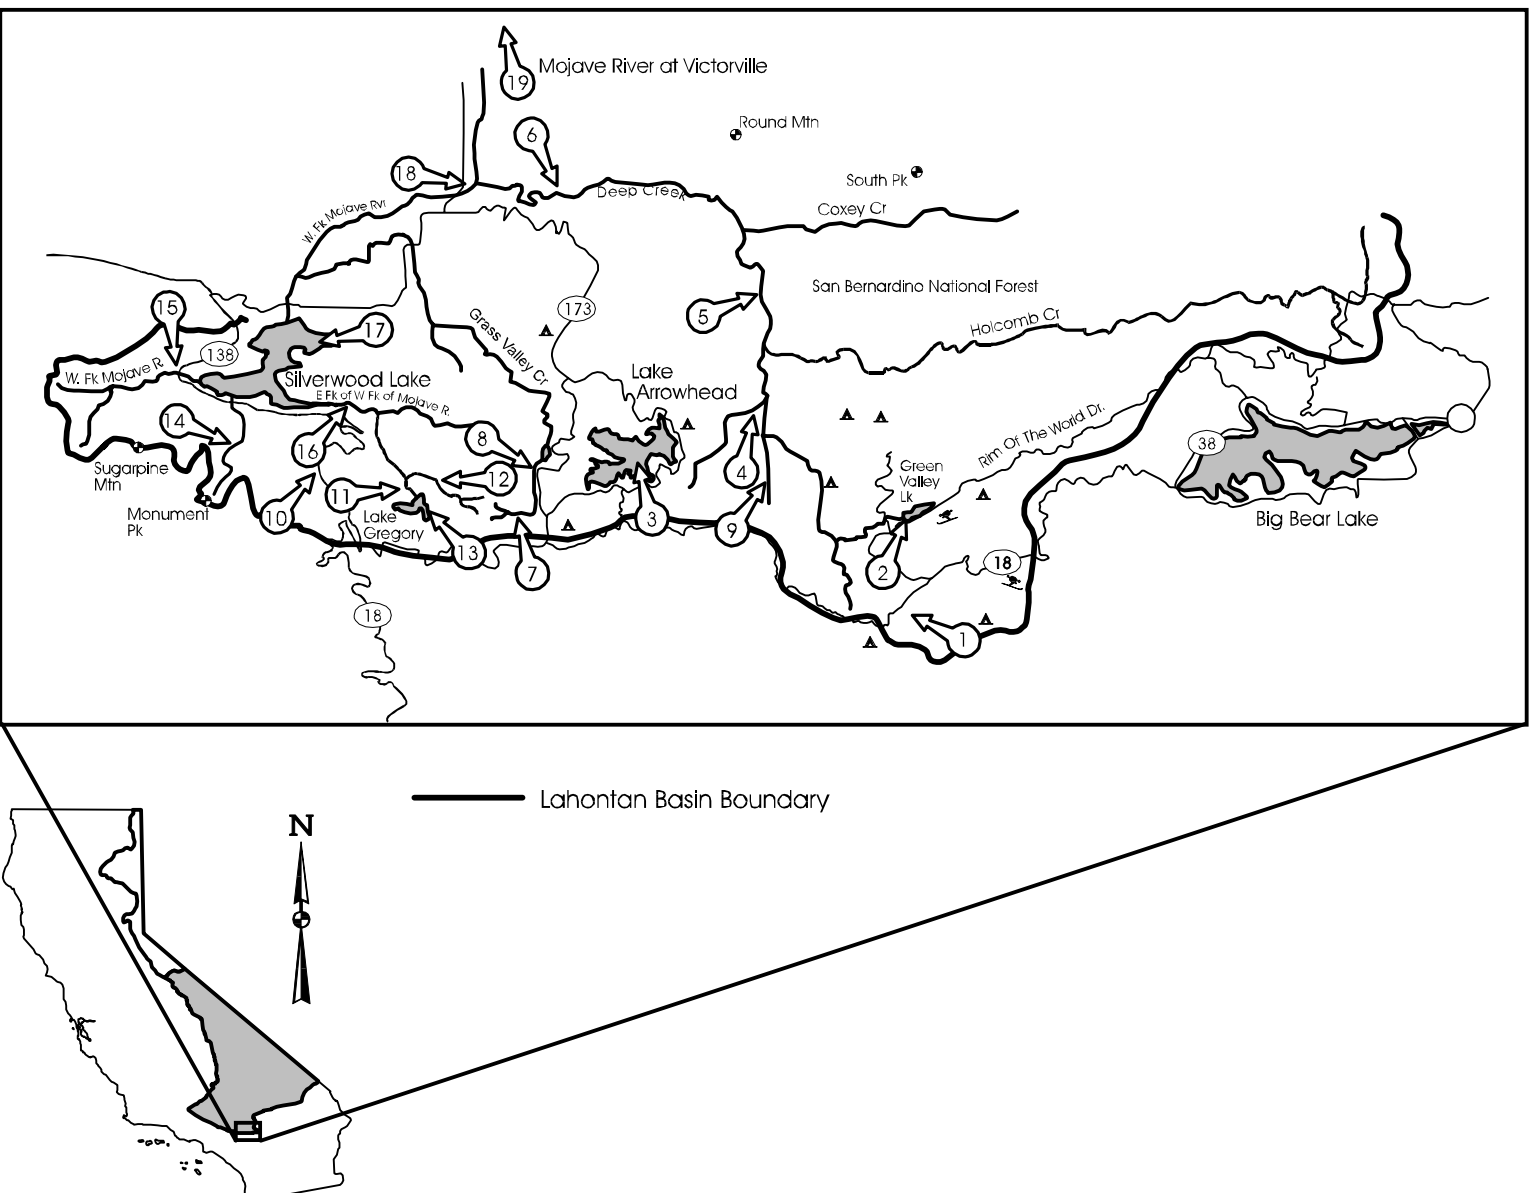 19
Mojave River at Victorville
6
Round Mtn
18
South Pk
Deep Creek
Coxey Cr
W. Fk Mojave Rvr
San Bernardino National Forest
15
5
173
17
Holcomb Cr
138
Grass Valley Cr
W. Fk Mojave R.
Silverwood Lake
Lake
Arrowhead
E Fk of W Fk of Mojave R.
14
Rim Of The World Dr.
8
38
16
Sugarpine
Mtn
4
Green
Valley
Lk
12
11
Monument
Pk
10
Lake
Gregory
3
9
Big Bear Lake
13
7
2
18
18
1
Lahontan Basin Boundary
N